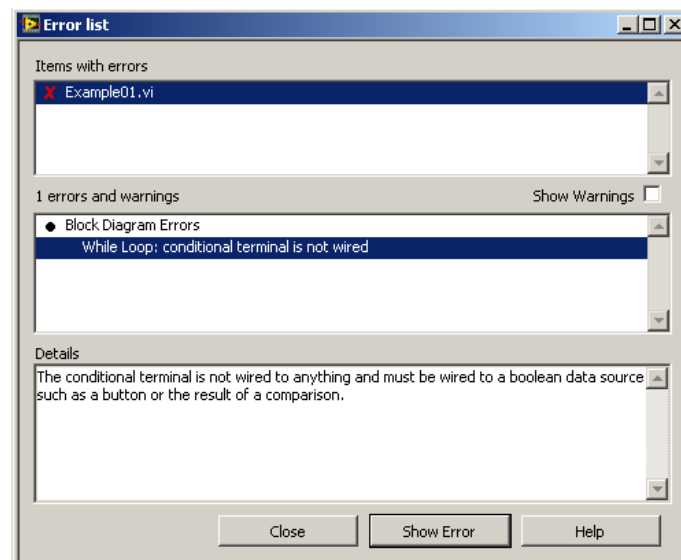 Error list
Items with errors
Example01.vi
1 errors and warnings
Show Warnings
Block Diagram Errors
While Loop: conditional terminal is not wired
Details
The conditional terminal is not wired to anything and must be wired to a boolean data source
such as a button or the result of a comparison.
Close
Show Error
Help